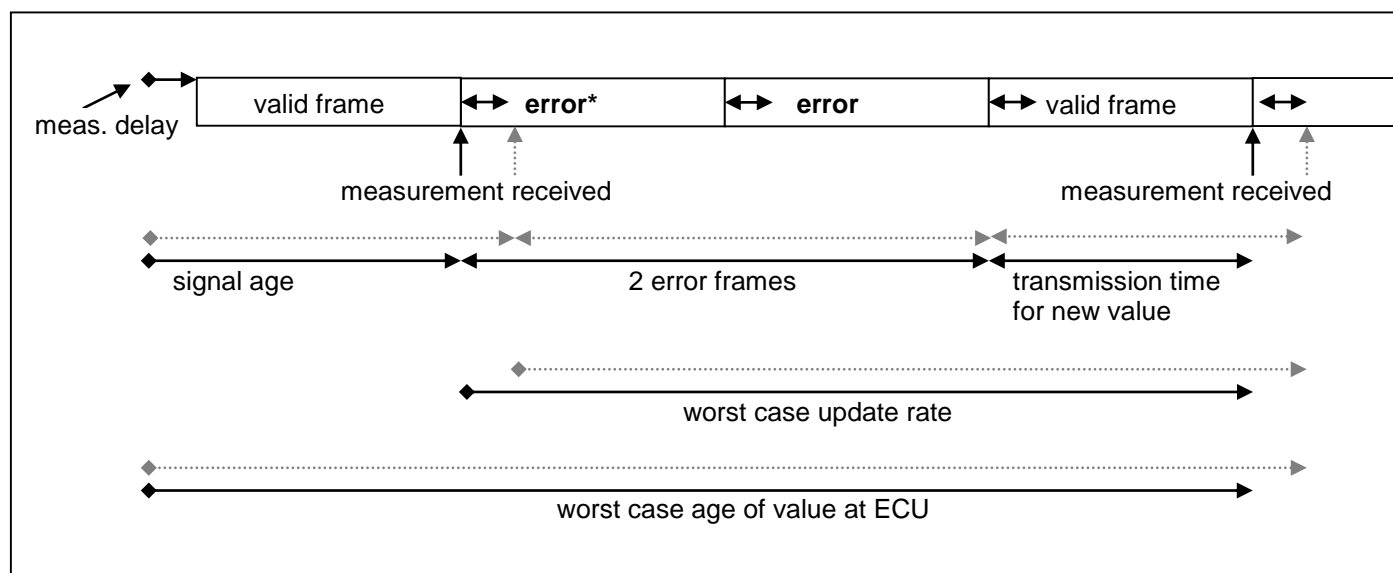 valid frame
error*
error
valid frame
meas. delay
measurement received
measurement received
signal age
2 error frames
transmission time
for new value
worst case update rate
worst case age of value at ECU